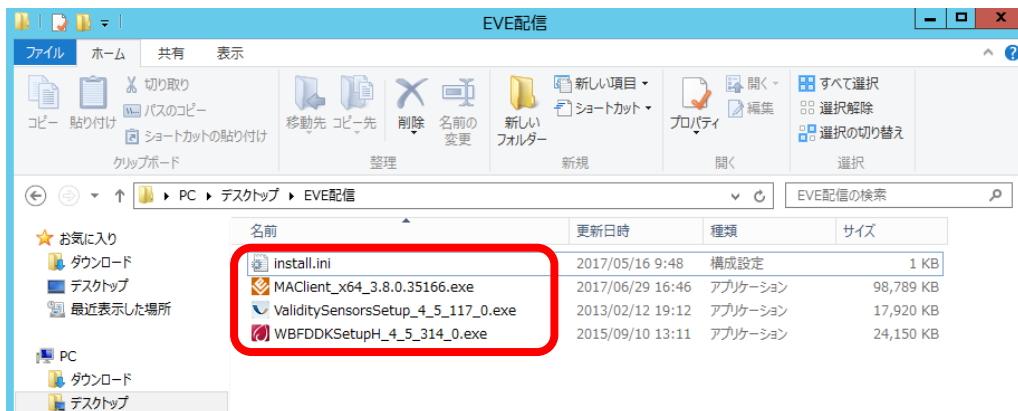 EVE配信
ファイル ホーム 共有 表示
コピー
貼り付け
切り取り
パスのコピー
ショートカットの貼り付け
クリップボード
移動先
コピー先
削除
名前の
変更
整理
新しい
フォルダー
新しい項目
ショートカット
新規
プロパティ
開く
編集
開く
すべて選択
選択解除
選択の切り替え
選択
PC デスクトップ EVE配信
EVE配信の検索
お気に入り
ダウンロード
デスクトップ
最近表示した場所
PC
ダウンロード
デスクトップ
名前 更新日時 種類 サイズ
install.ini 2017/05/16 9:48 構成設定 1 KB
MAClient_x64_3.8.0.35166.exe 2017/06/29 16:46 アプリケーション 98,789 KB
ValiditySensorsSetup_4_5_117_0.exe 2013/02/12 19:12 アプリケーション 17,920 KB
WBFDDKSetupH_4_5_314_0.exe 2015/09/10 13:11 アプリケーション 24,150 KB